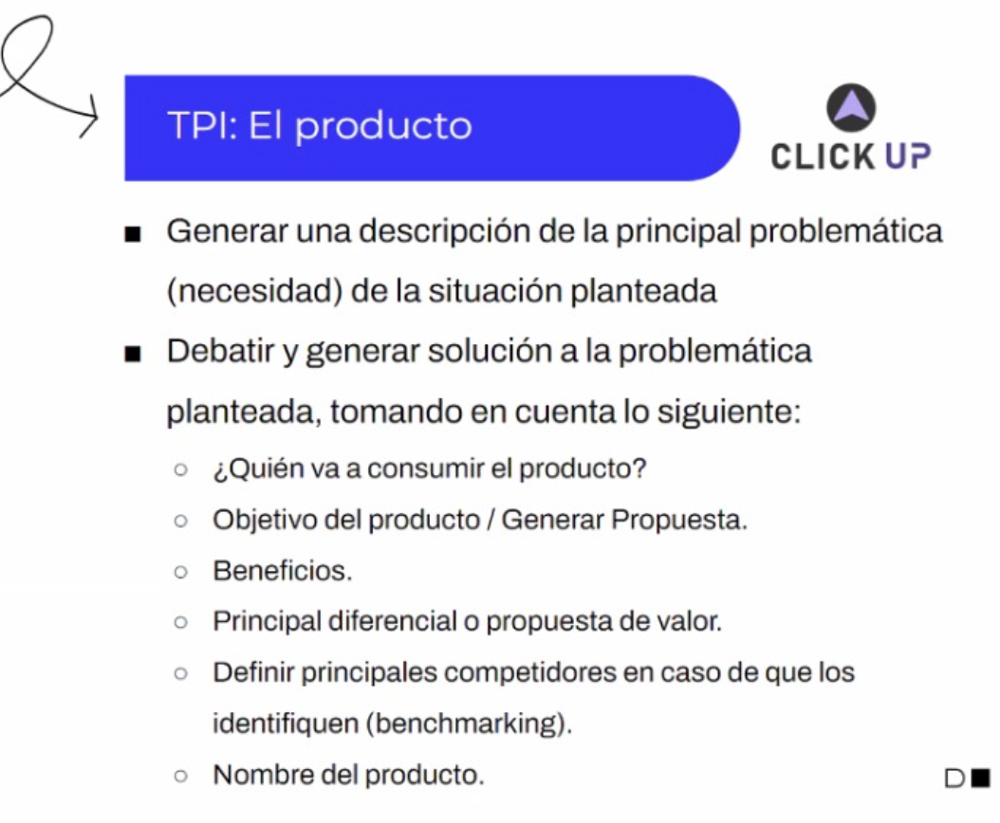 TPI: El producto
CLICK UP
Generar una descripción de la principal problemática
(necesidad) de la situación planteada
Debatir y generar solución a la problemática
planteada, tomando en cuenta lo siguiente:
¿Quién va a consumir el producto?
Objetivo del producto / Generar Propuesta.
Beneficios.
Principal diferencial o propuesta de valor.
Definir principales competidores en caso de que los
identifiquen (benchmarking).
Nombre del producto.
D